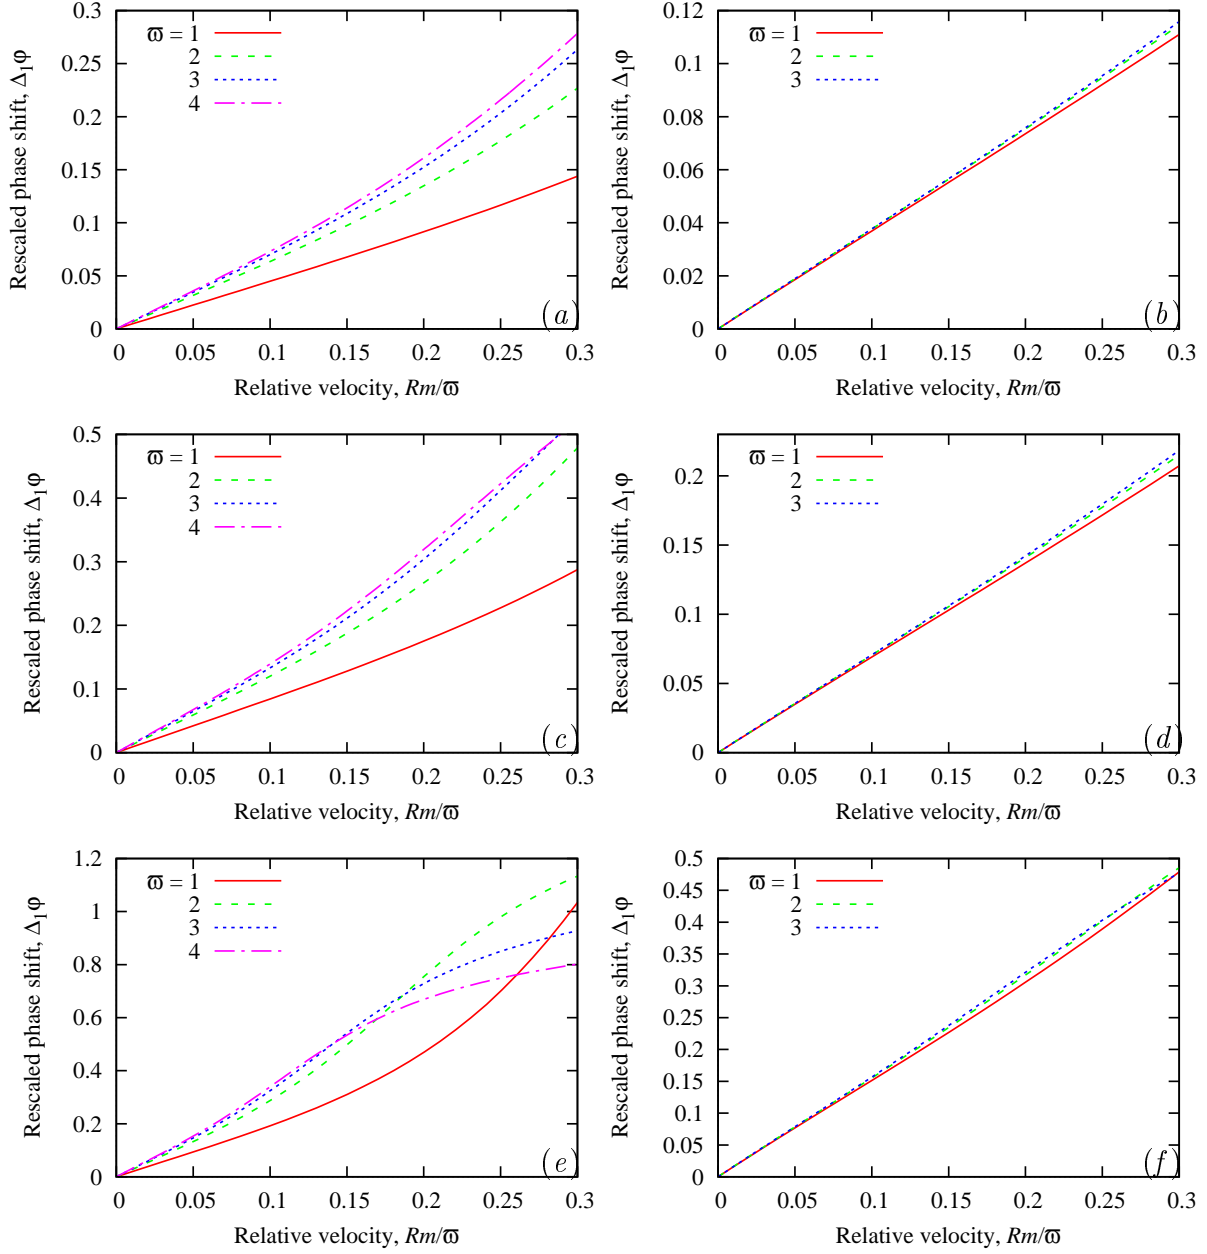 Rescaled phase shift, Δ₁φ
0.3
0.25
0.2
0.15
0.1
0.05
0
ϖ = 1
2
3
4
(a)
0 0.05 0.1 0.15 0.2 0.25 0.3
Relative velocity, Rm/ϖ
Rescaled phase shift, Δ₁φ
0.12
0.1
0.08
0.06
0.04
0.02
0
ϖ = 1
2
3
(b)
0 0.05 0.1 0.15 0.2 0.25 0.3
Relative velocity, Rm/ϖ
Rescaled phase shift, Δ₁φ
0.5
0.4
0.3
0.2
0.1
0
ϖ = 1
2
3
4
(c)
0 0.05 0.1 0.15 0.2 0.25 0.3
Relative velocity, Rm/ϖ
Rescaled phase shift, Δ₁φ
0.2
0.15
0.1
0.05
0
ϖ = 1
2
3
(d)
0 0.05 0.1 0.15 0.2 0.25 0.3
Relative velocity, Rm/ϖ
Rescaled phase shift, Δ₁φ
1.2
1
0.8
0.6
0.4
0.2
0
ϖ = 1
2
3
4
(e)
0 0.05 0.1 0.15 0.2 0.25 0.3
Relative velocity, Rm/ϖ
Rescaled phase shift, Δ₁φ
0.5
0.45
0.4
0.35
0.3
0.25
0.2
0.15
0.1
0.05
0
ϖ = 1
2
3
(f)
0 0.05 0.1 0.15 0.2 0.25 0.3
Relative velocity, Rm/ϖ